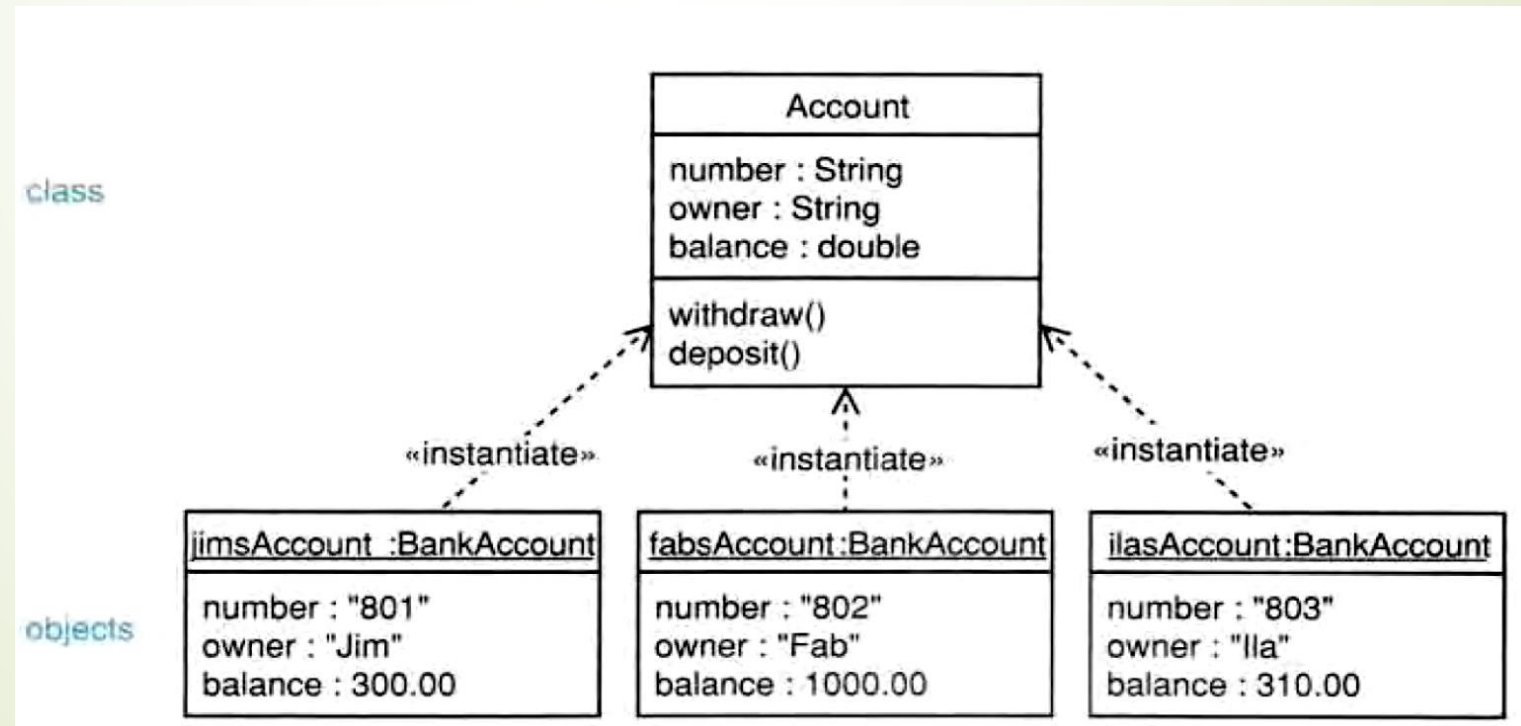 Account
class
number : String
owner : String
balance : double
withdraw()
deposit()
«instantiate»
«instantiate»
«instantiate»
jimsAccount :BankAccount
fabsAccount:BankAccount
ilasAccount:BankAccount
objects
number : "801"
owner : "Jim"
balance : 300.00
number : "802"
owner : "Fab"
balance : 1000.00
number : "803"
owner : "Ila"
balance : 310.00